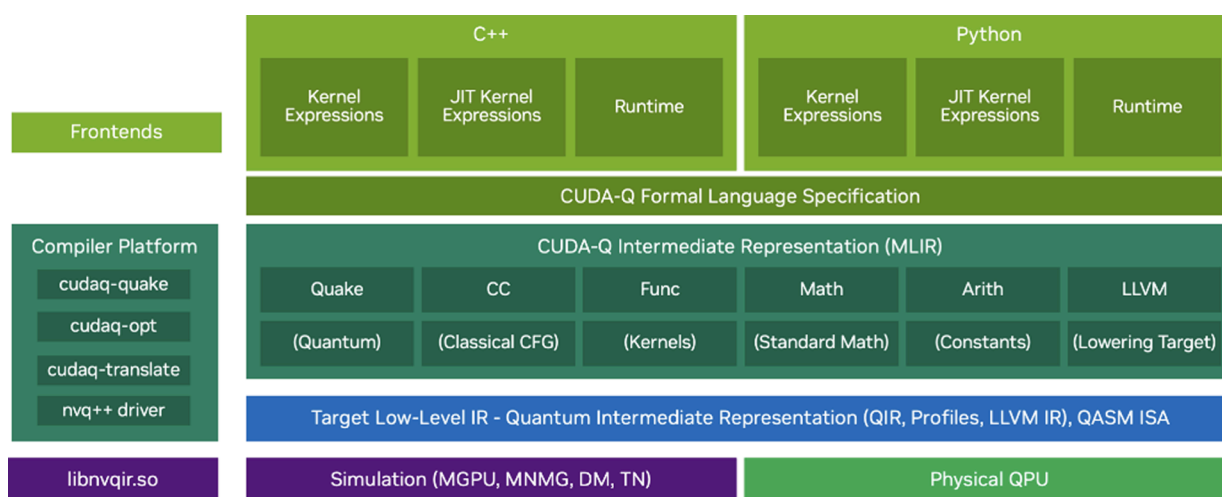 C++
Python
Kernel
Expressions
JIT Kernel
Expressions
Runtime
Kernel
Expressions
JIT Kernel
Expressions
Runtime
Frontends
CUDA-Q Formal Language Specification
Compiler Platform
cudaq-quake
cudaq-opt
cudaq-translate
nvq++ driver
CUDA-Q Intermediate Representation (MLIR)
Quake
CC
Func
Math
Arith
LLVM
(Quantum)
(Classical CFG)
(Kernels)
(Standard Math)
(Constants)
(Lowering Target)
Target Low-Level IR - Quantum Intermediate Representation (QIR, Profiles, LLVM IR), QASM ISA
libnvqir.so
Simulation (MGPU, MNMG, DM, TN)
Physical QPU